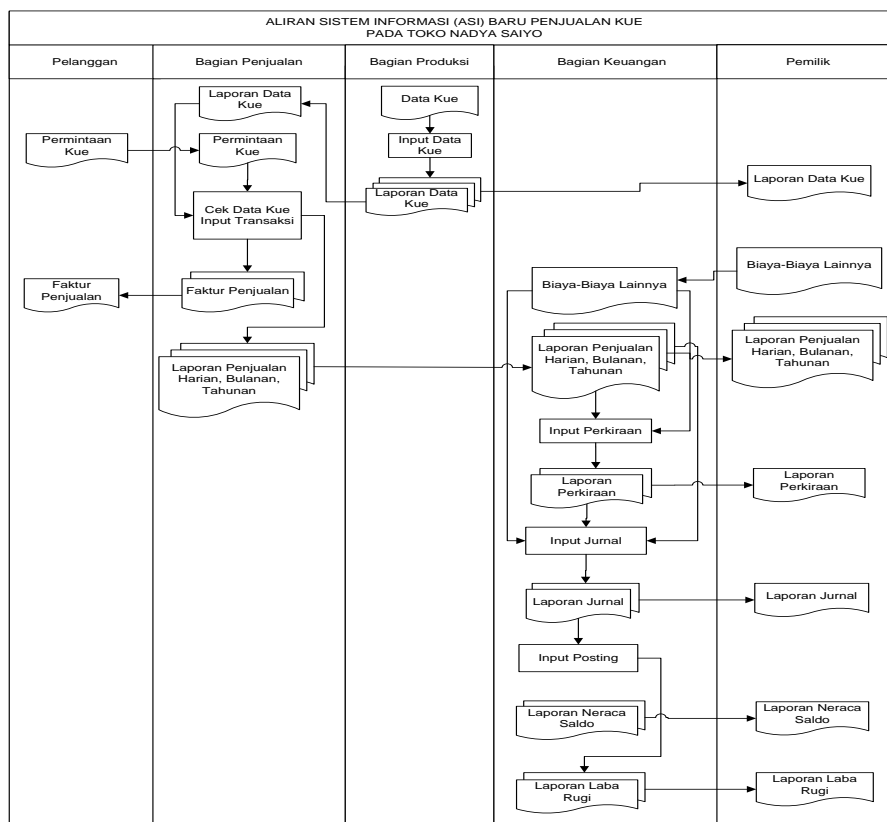 ALIRAN SISTEM INFORMASI (ASI) BARU PENJUALAN KUE
PADA TOKO NADYA SAIYO
Pelanggan
Bagian Penjualan
Bagian Produksi
Bagian Keuangan
Pemilik
Laporan Data
Kue
Data Kue
Permintaan
Kue
Permintaan
Kue
Input Data
Kue
Laporan Data
Kue
Laporan Data Kue
Cek Data Kue
Input Transaksi
Biaya-Biaya Lainnya
Biaya-Biaya Lainnya
Faktur
Penjualan
Faktur Penjualan
Laporan Penjualan
Harian, Bulanan,
Tahunan
Laporan Penjualan
Harian, Bulanan,
Tahunan
Laporan Penjualan
Harian, Bulanan,
Tahunan
Input Perkiraan
Laporan
Perkiraan
Laporan
Perkiraan
Input Jurnal
Laporan Jurnal
Laporan Jurnal
Input Posting
Laporan Neraca
Saldo
Laporan Neraca
Saldo
Laporan Laba
Rugi
Laporan Laba
Rugi